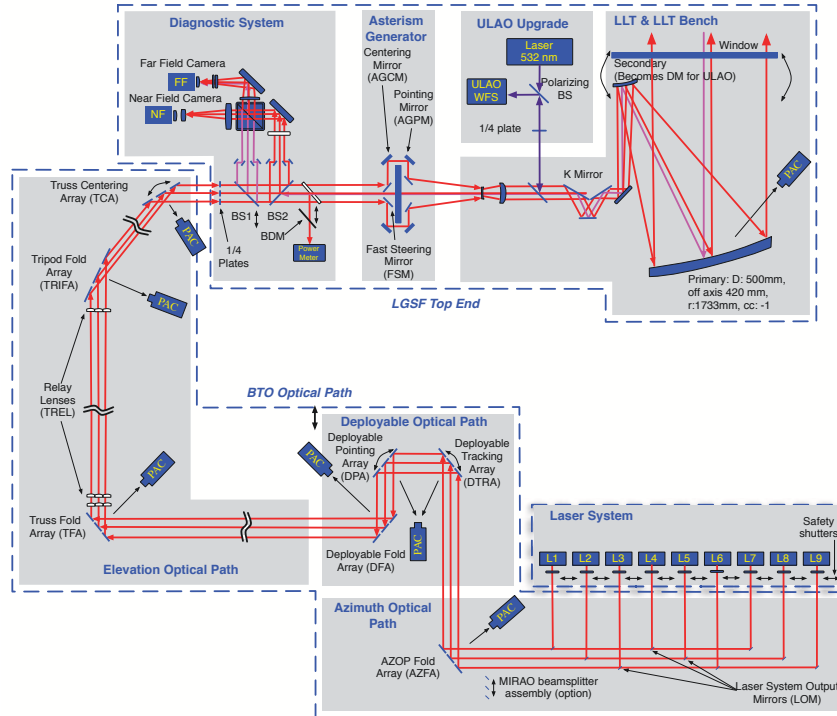 Diagnostic System
Asterism
Generator
ULAO Upgrade
LLT & LLT Bench
Far Field Camera
FF
Near Field Camera
NF
Centering
Mirror
(AGCM)
Pointing
Mirror
(AGPM)
Laser
532 nm
ULAO
WFS
Polarizing
BS
1/4 plate
Window
Secondary
(Becomes DM for ULAO)
K Mirror
PAC
Truss Centering
Array (TCA)
PAC
BS1
BS2
BDM
1/4
Plates
Power
Meter
Fast Steering
Mirror
(FSM)
Primary: D: 500mm,
off axis 420 mm,
r:1733mm, cc: -1
LGSF Top End
Tripod Fold
Array
(TRIFA)
PAC
Relay
Lenses
(TREL)
BTO Optical Path
PAC
Truss Fold
Array (TFA)
Elevation Optical Path
Deployable Optical Path
Deployable
Pointing
Array
(DPA)
Deployable
Tracking
Array
(DTRA)
PAC
PAC
Deployable Fold
Array (DFA)
Laser System
Safety
shutters
L1
L2
L3
L4
L5
L6
L7
L8
L9
Azimuth Optical
Path
PAC
AZOP Fold
Array (AZFA)
MIRAO beamsplitter
assembly (option)
Laser System Output
Mirrors (LOM)